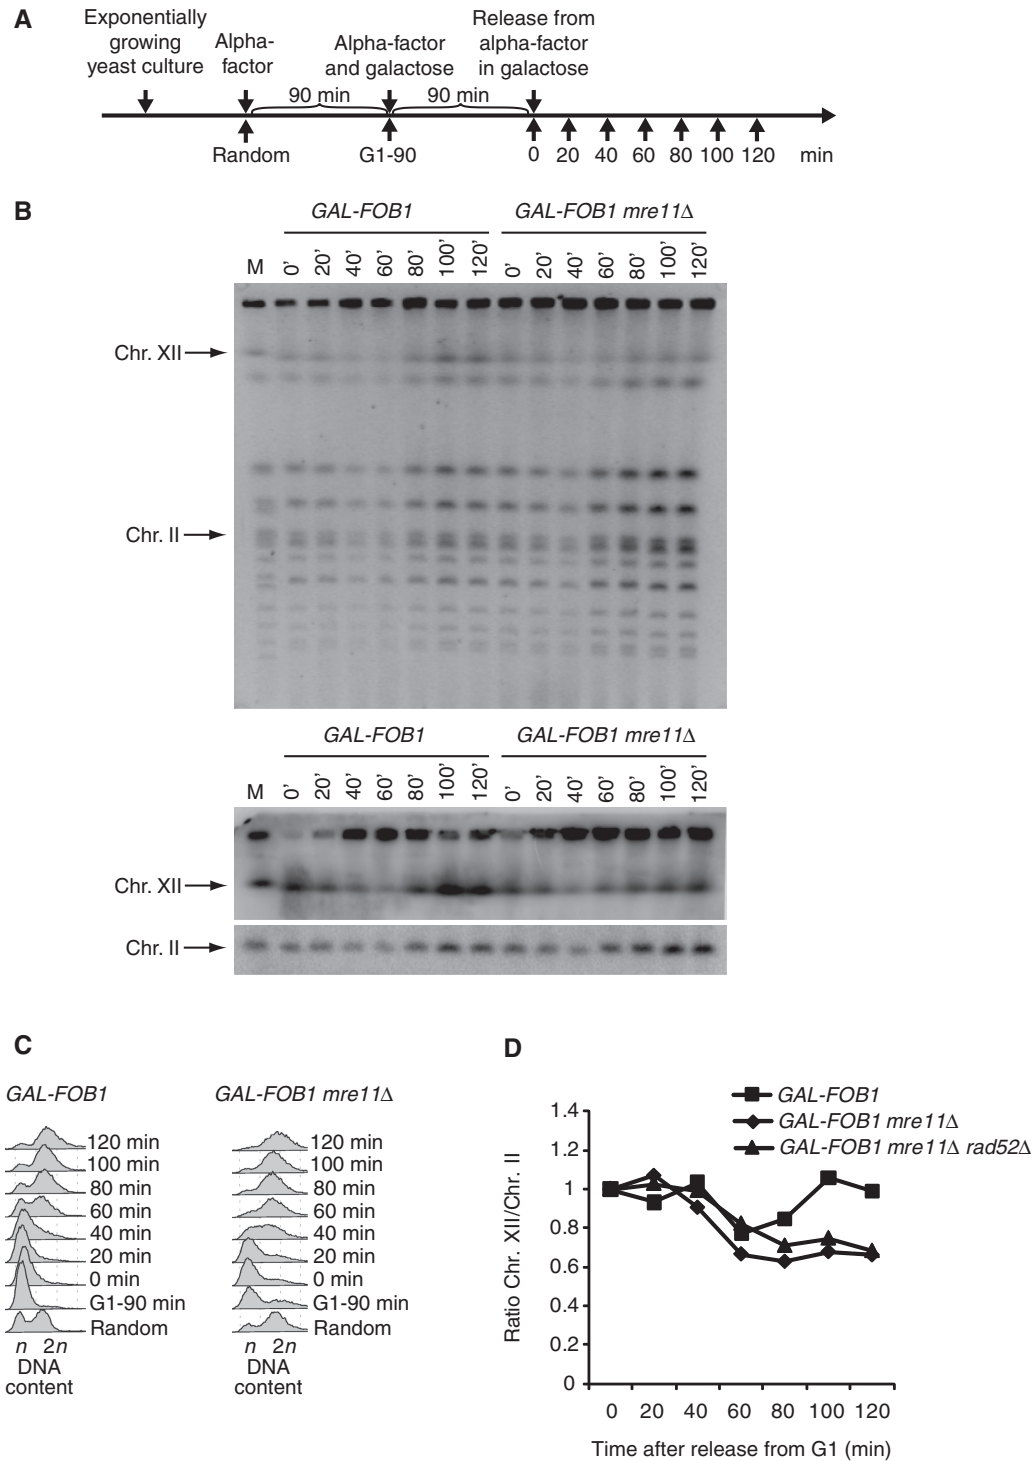 A
Exponentially
growing
yeast culture
Alpha-
factor
Alpha-factor
and galactose
Release from
alpha-factor
in galactose
90 min
90 min
Random
G1-90
0 20 40 60 80 100 120 min
B
GAL-FOB1
GAL-FOB1 mre11Δ
M 0' 20' 40' 60' 80' 100' 120' 0' 20' 40' 60' 80' 100' 120'
Chr. XII
Chr. II
GAL-FOB1
GAL-FOB1 mre11Δ
M 0' 20' 40' 60' 80' 100' 120' 0' 20' 40' 60' 80' 100' 120'
Chr. XII
Chr. II
C
GAL-FOB1
120 min
100 min
80 min
60 min
40 min
20 min
0 min
G1-90 min
Random
n 2n
DNA
content
GAL-FOB1 mre11Δ
120 min
100 min
80 min
60 min
40 min
20 min
0 min
G1-90 min
Random
n 2n
DNA
content
D
GAL-FOB1
GAL-FOB1 mre11Δ
GAL-FOB1 mre11Δ rad52Δ
Ratio Chr. XII/Chr. II
1.4
1.2
1
0.8
0.6
0.4
0.2
0
0 20 40 60 80 100 120
Time after release from G1 (min)